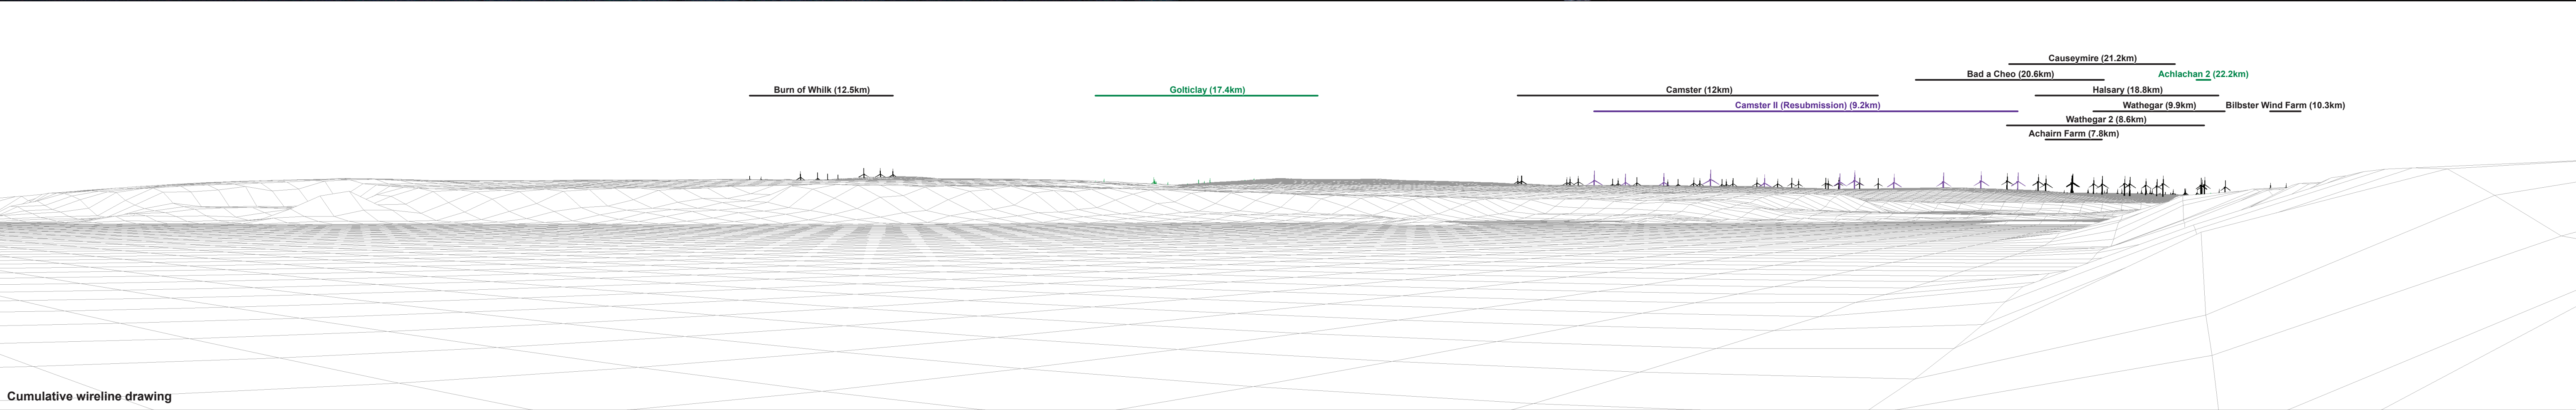 Causeymire (21.2km)
Bad a Cheo (20.6km)
Achlachan 2 (22.2km)
Burn of Whilk (12.5km)
Golticlay (17.4km)
Camster (12km)
Halsary (18.8km)
Camster II (Resubmission) (9.2km)
Wathegar (9.9km)
Bilbster Wind Farm (10.3km)
Wathegar 2 (8.6km)
Achairn Farm (7.8km)
Cumulative wireline drawing